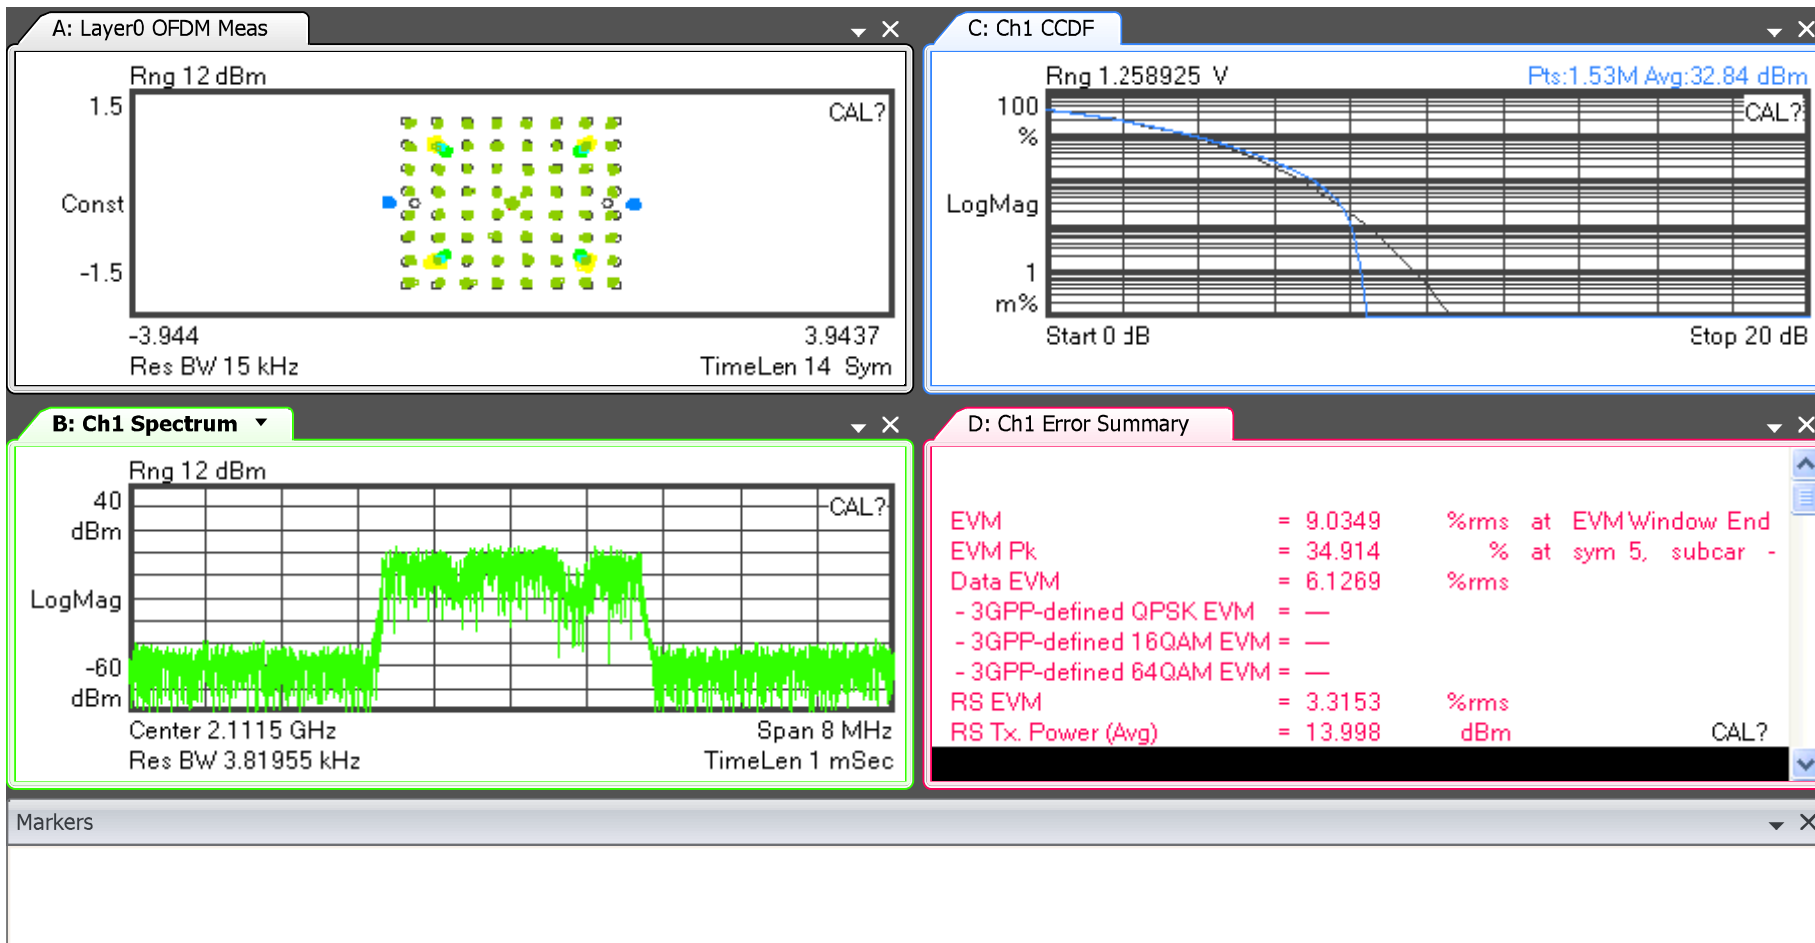 A: Layer0 OFDM Meas
Rng 12 dBm
1.5
CAL?
Const
-1.5
-3.944
3.9437
Res BW 15 kHz
TimeLen 14 Sym
C: Ch1 CCDF
Rng 1.258925 V
Pts:1.53M Avg:32.84 dBm
100
%
CAL?
LogMag
1
m%
Start 0 dB
Stop 20 dB
B: Ch1 Spectrum
Rng 12 dBm
40
dBm
CAL?
LogMag
-60
dBm
Center 2.1115 GHz
Span 8 MHz
Res BW 3.81955 kHz
TimeLen 1 mSec
D: Ch1 Error Summary
EVM = 9.0349 %rms at EVM Window End
EVM Pk = 34.914 % at sym 5, subcar -
Data EVM = 6.1269 %rms
- 3GPP-defined QPSK EVM = —
- 3GPP-defined 16QAM EVM = —
- 3GPP-defined 64QAM EVM = —
RS EVM = 3.3153 %rms
RS Tx. Power (Avg) = 13.998 dBm
CAL?
Markers